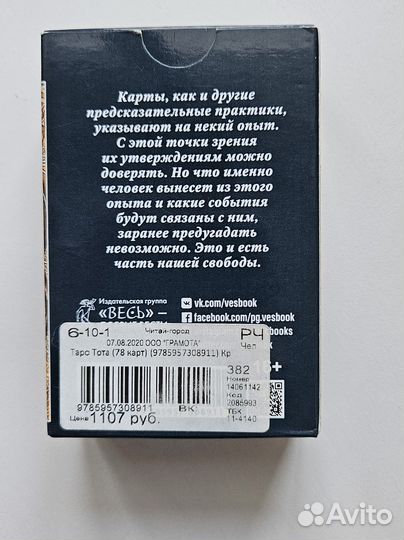 Карты, как и другие
предсказательные практики,
указывают на некий опыт.
С этой точки зрения
их утверждениям можно
доверять. Но что именно
человек вынесет из этого
опыта и какие события
будут связаны с ним,
заранее предугадать
невозможно. Это и есть
часть нашей свободы.
Издательская группа
«ВЕСЬ» –
vk.com/vesbook
facebook.com/pg.vesbook
books
6-10-1
Читай-город
РЧ
07.08.2020 ООО "ГРАМОТА"
Чел
Таро Тота (78 карт) (9785957308911) Кр
382
Номер
14061142
Код
2085993
ТБК
11-4140
9785957308911
ВК
Цена 1107 руб.
Avito